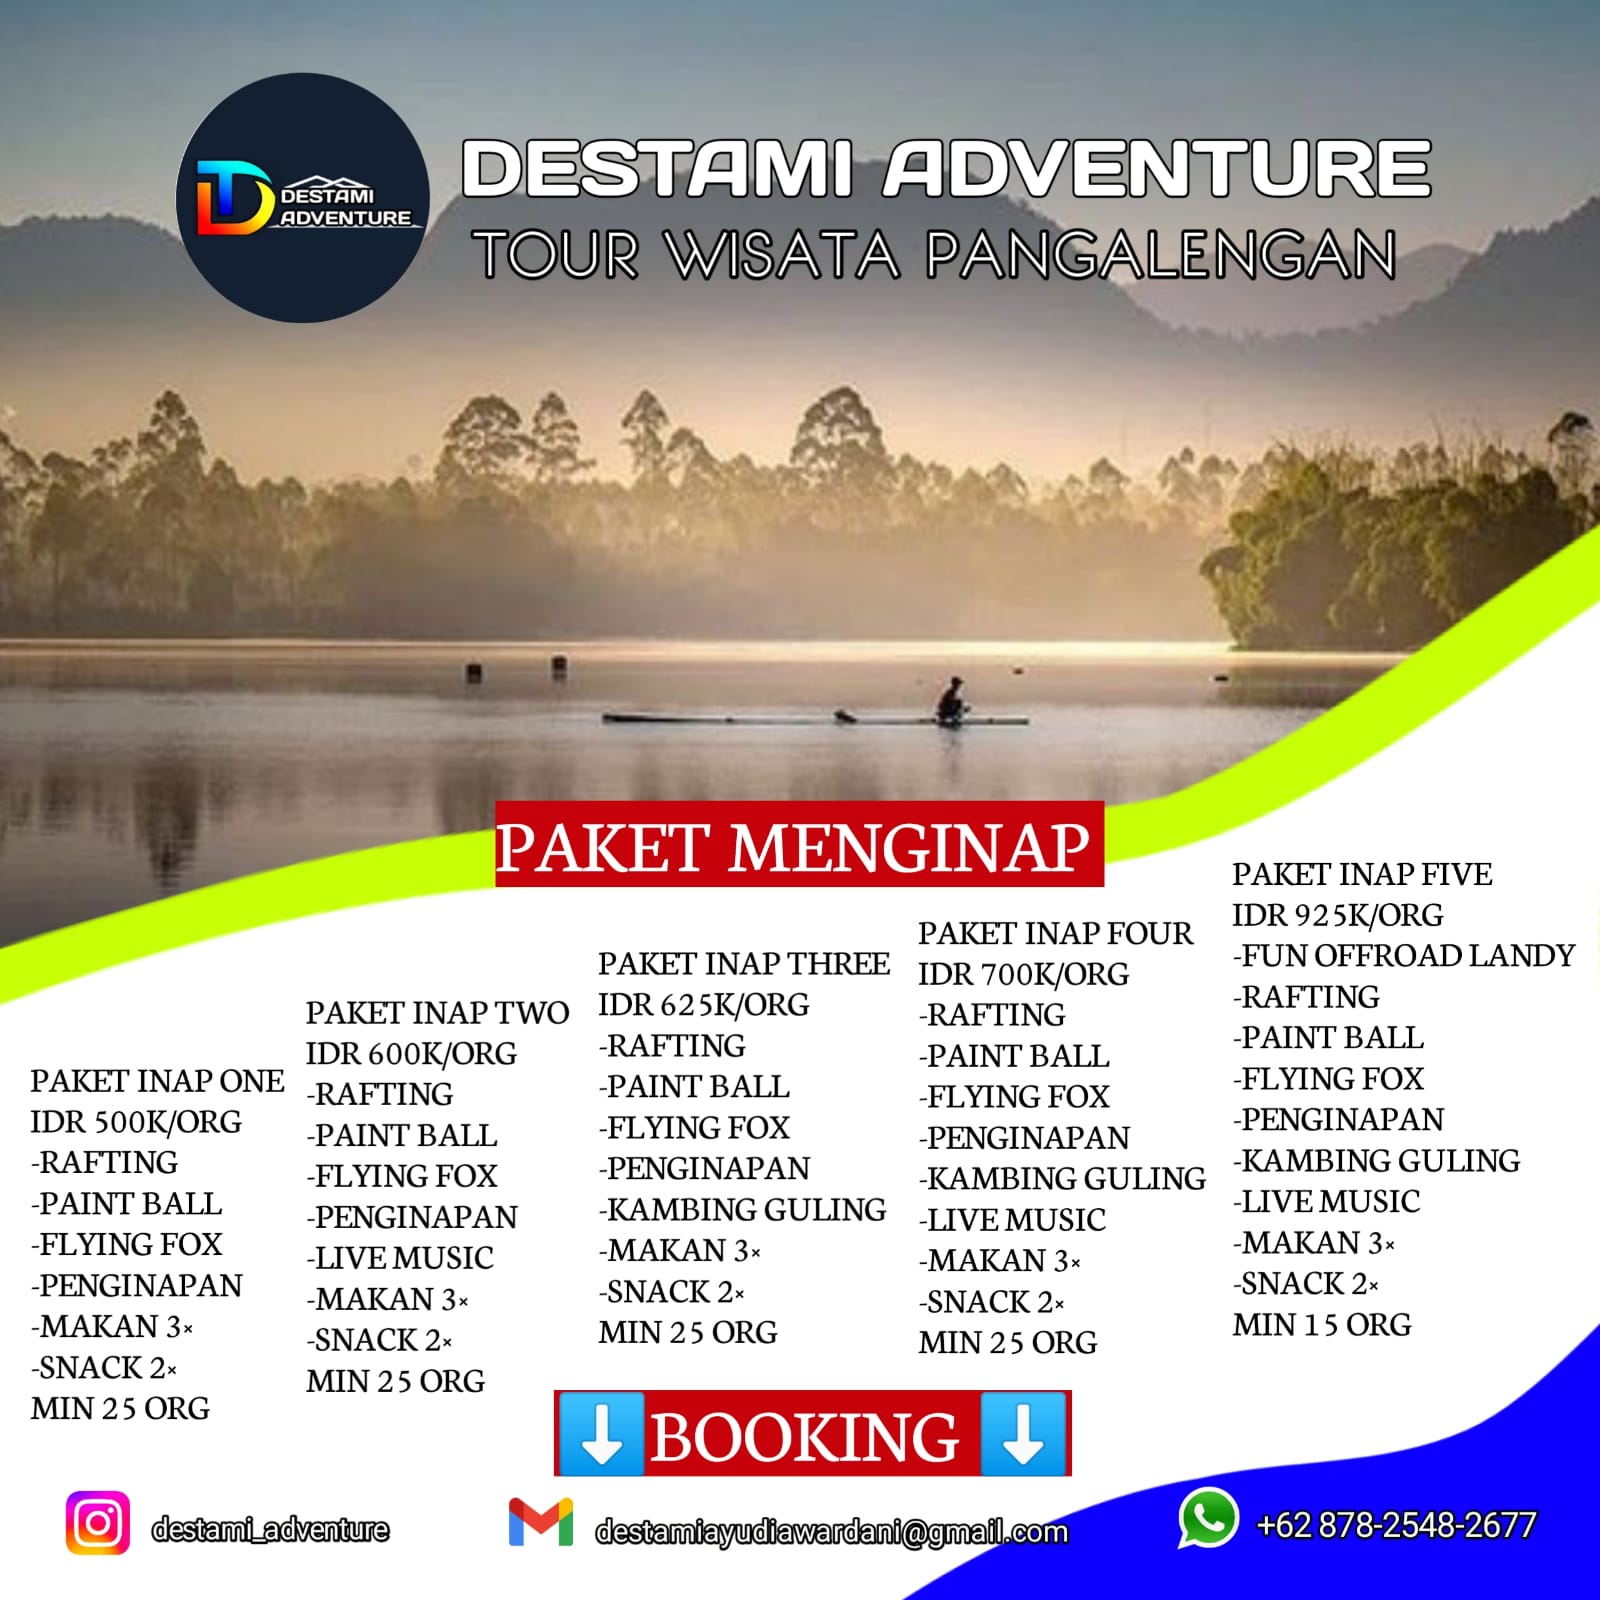 DESTAMI
ADVENTURE
DESTAMI ADVENTURE
TOUR WISATA PANGALENGAN
PAKET MENGINAP
PAKET INAP ONE
IDR 500K/ORG
-RAFTING
-PAINT BALL
-FLYING FOX
-PENGINAPAN
-MAKAN 3×
-SNACK 2×
MIN 25 ORG
PAKET INAP TWO
IDR 600K/ORG
-RAFTING
-PAINT BALL
-FLYING FOX
-PENGINAPAN
-LIVE MUSIC
-MAKAN 3×
-SNACK 2×
MIN 25 ORG
PAKET INAP THREE
IDR 625K/ORG
-RAFTING
-PAINT BALL
-FLYING FOX
-PENGINAPAN
-KAMBING GULING
-MAKAN 3×
-SNACK 2×
MIN 25 ORG
PAKET INAP FOUR
IDR 700K/ORG
-RAFTING
-PAINT BALL
-FLYING FOX
-PENGINAPAN
-KAMBING GULING
-LIVE MUSIC
-MAKAN 3×
-SNACK 2×
MIN 25 ORG
PAKET INAP FIVE
IDR 925K/ORG
-FUN OFFROAD LANDY
-RAFTING
-PAINT BALL
-FLYING FOX
-PENGINAPAN
-KAMBING GULING
-LIVE MUSIC
-MAKAN 3×
-SNACK 2×
MIN 15 ORG
⬇BOOKING ⬇
destami_adventure
destamiayudiawardani@gmail.com
+62 878-2548-2677